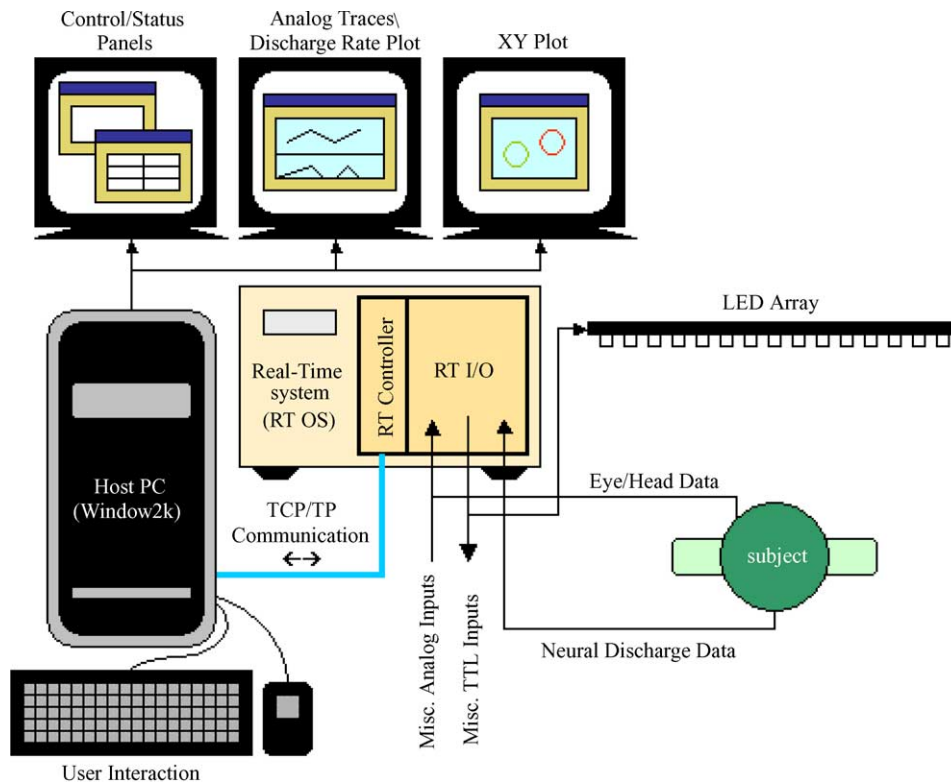 Control/Status
Panels
Analog Traces\
Discharge Rate Plot
XY Plot
LED Array
Real-Time
system
(RT OS)
RT Controller
RT I/O
Host PC
(Window2k)
TCP/TP
Communication
Eye/Head Data
subject
Neural Discharge Data
Misc. Analog Inputs
Misc. TTL Inputs
User Interaction